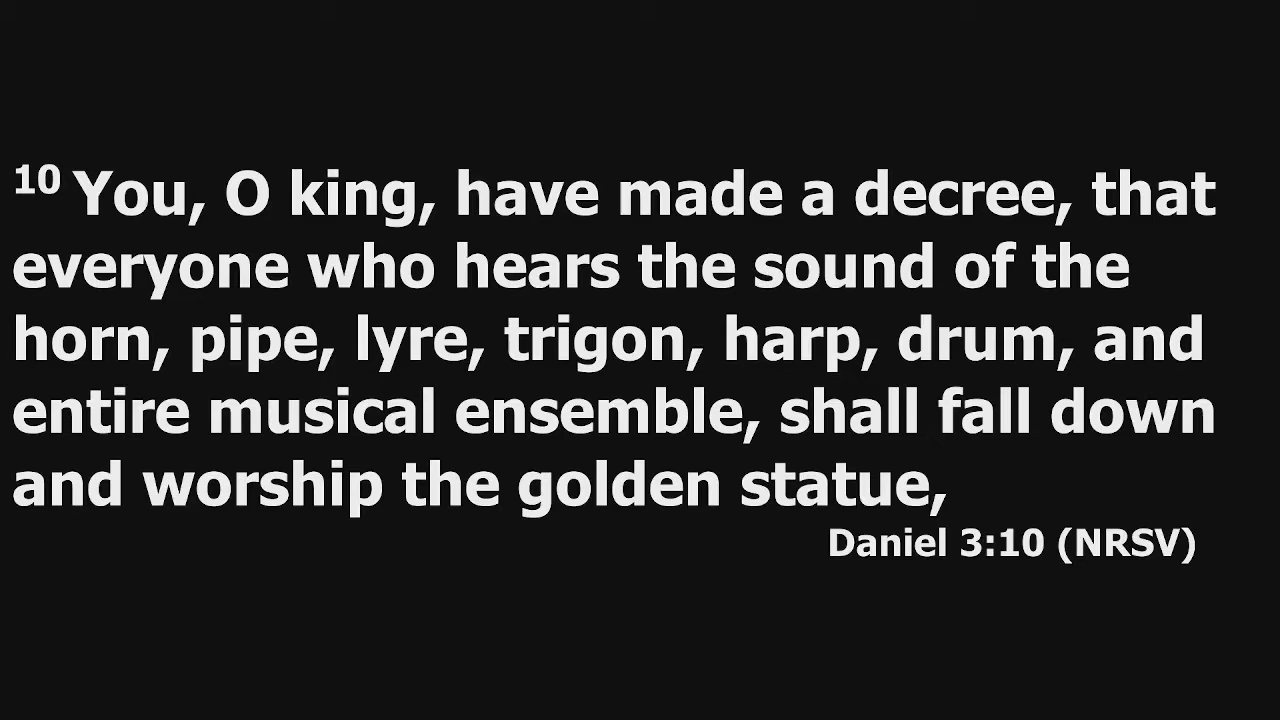 10 You, O king, have made a decree, that
everyone who hears the sound of the
horn, pipe, lyre, trigon, harp, drum, and
entire musical ensemble, shall fall down
and worship the golden statue,
Daniel 3:10 (NRSV)